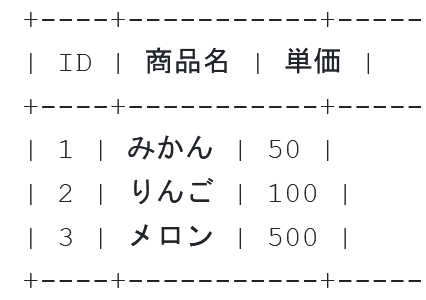 +----+-----------+-----
| ID | 商品名 | 単価 |
+----+-----------+-----
| 1 | みかん | 50 |
| 2 | りんご | 100 |
| 3 | メロン | 500 |
+----+-----------+-----